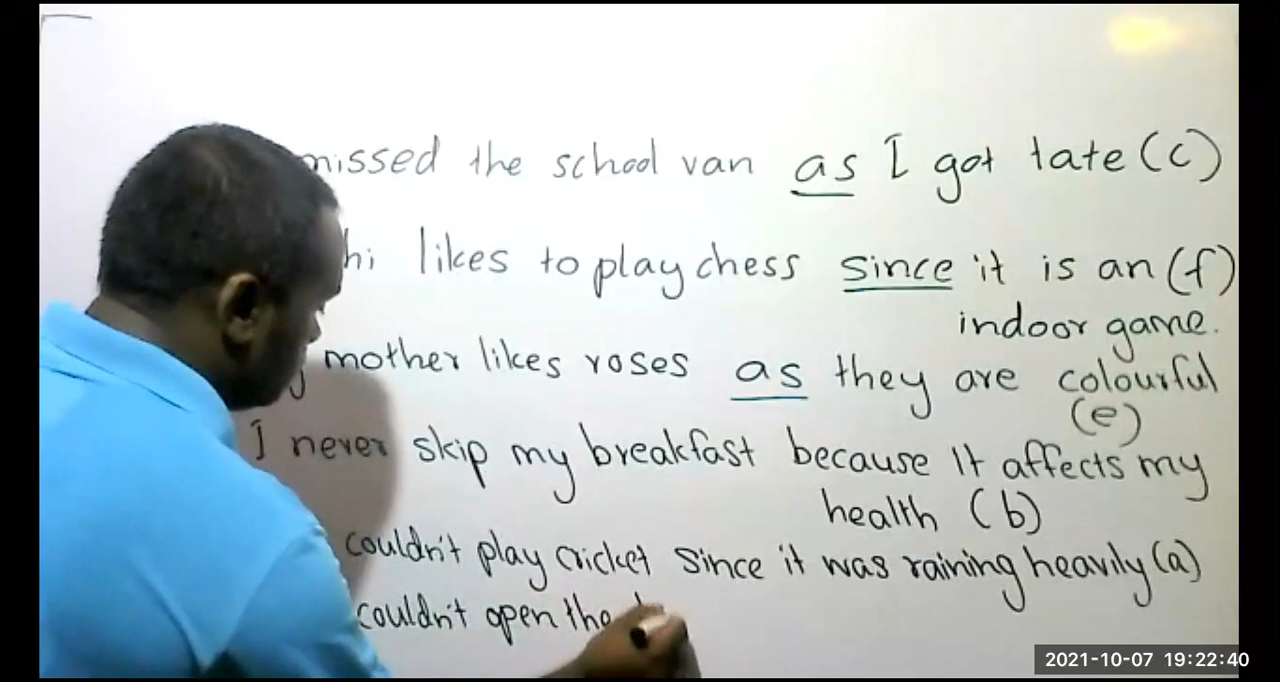 missed the school van as I got late (c)
hi likes to play chess since it is an (f)
indoor game.
mother likes roses as they are colourful
(e)
I never skip my breakfast because It affects my
health (b)
couldn't play cricket since it was raining heavily (a)
couldn't open the
2021-10-07 19:22:40